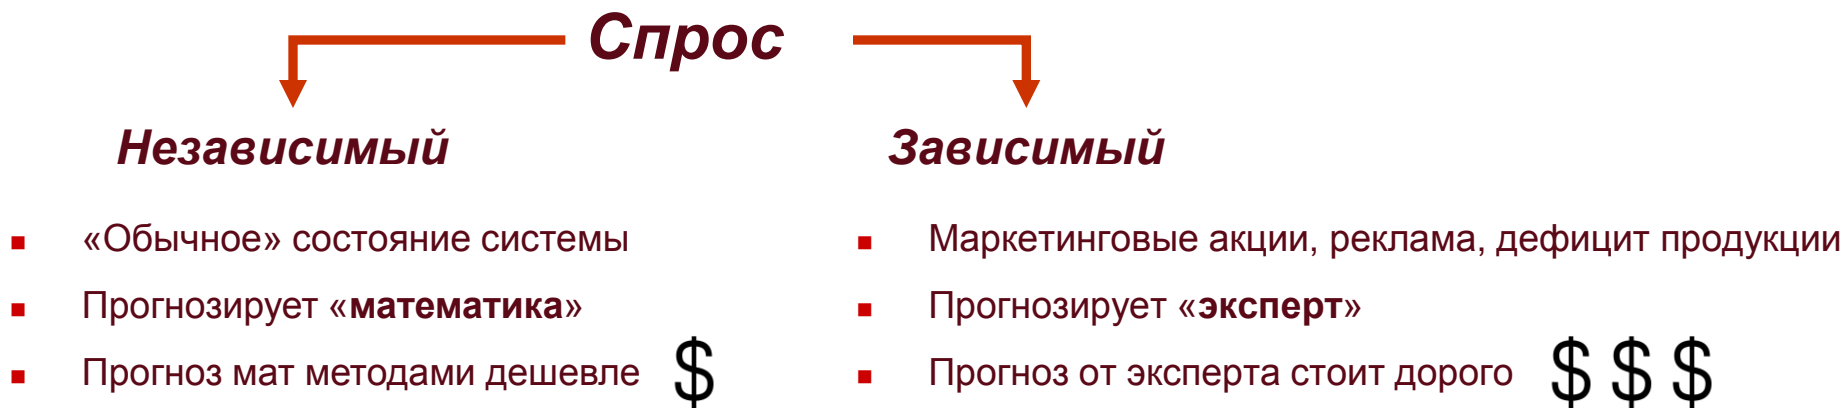 Спрос
Независимый
«Обычное» состояние системы
Прогнозирует «математика»
Прогноз мат методами дешевле $
Зависимый
Маркетинговые акции, реклама, дефицит продукции
Прогнозирует «эксперт»
Прогноз от эксперта стоит дорого $ $ $